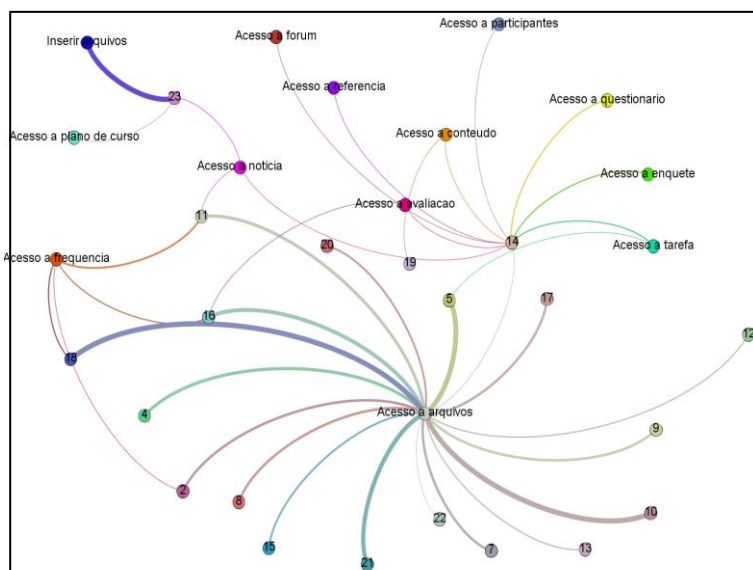 Acesso a participantes
Acesso a forum
Inserir arquivos
Acesso a referencia
23
Acesso a questionario
Acesso a plano de curso
Acesso a conteudo
Acesso a noticia
Acesso a enquete
Acesso a avaliacao
11
20
14
Acesso a tarefa
Acesso a frequencia
19
5
17
16
12
18
4
Acesso a arquivos
9
2
8
10
22
15
7
13
21